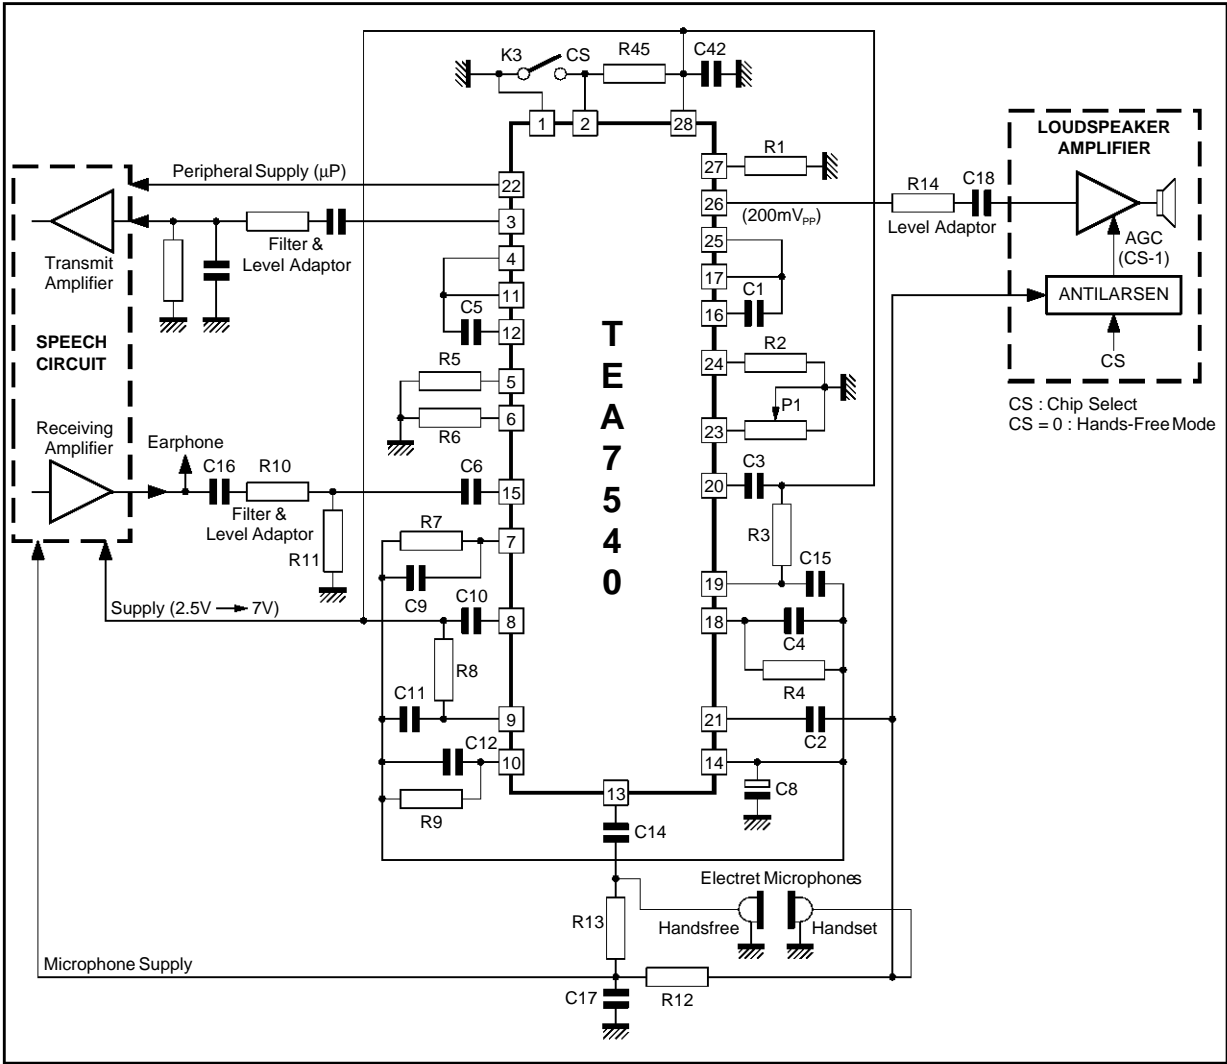 K3
CS
R45
C42
1
2
28
LOUDSPEAKER
AMPLIFIER
R1
27
Peripheral Supply (µP)
22
R14
C18
26
(200mVPP)
Level Adaptor
3
Filter &
Level Adaptor
25
AGC
(CS-1)
Transmit
Amplifier
4
17
11
C1
ANTILARSEN
C5
16
12
SPEECH
CIRCUIT
TEA7540
R2
24
CS
R5
5
P1
CS : Chip Select
CS = 0 : Hands-Free Mode
6
R6
23
Receiving
Amplifier
Earphone
C16
R10
C6
C3
15
20
Filter &
Level Adaptor
R7
7
R3
R11
C15
19
C9
C10
Supply (2.5V → 7V)
8
18
C4
R8
R4
C11
9
21
C2
C12
10
14
13
C8
R9
C14
Electret Microphones
R13
Handsfree
Handset
Microphone Supply
C17
R12